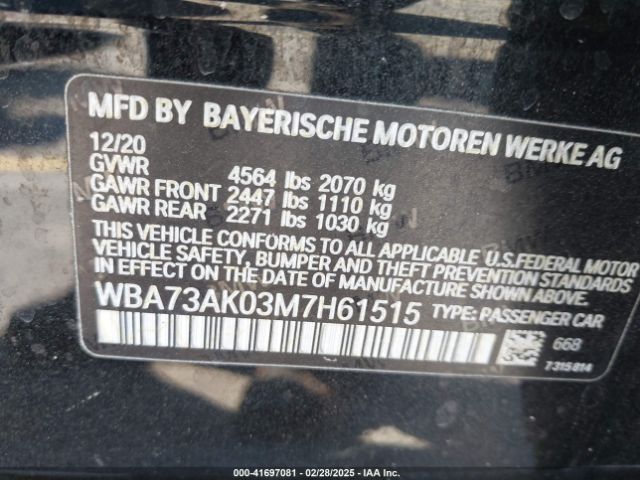 MFD BY BAYERISCHE MOTOREN WERKE AG
12/20
GVWR 4564 lbs 2070 kg
GAWR FRONT 2447 lbs 1110 kg
GAWR REAR 2271 lbs 1030 kg
THIS VEHICLE CONFORMS TO ALL APPLICABLE U.S.FEDERAL MOTOR
VEHICLE SAFETY, BUMPER AND THEFT PREVENTION STANDARDS
IN EFFECT ON THE DATE OF MANUFACTURE SHOWN ABOVE.
WBA73AK03M7H61515 TYPE: PASSENGER CAR
668
7 315 814
000-41697081 - 02/28/2025 - IAA Inc.